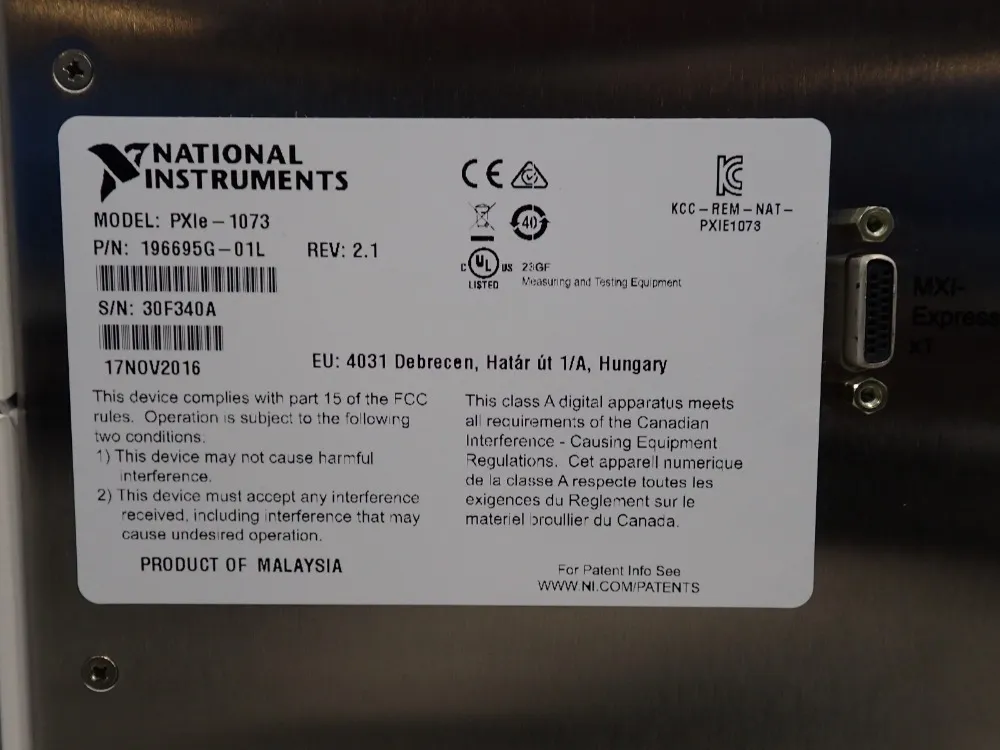 NATIONAL
INSTRUMENTS
MODEL: PXIe-1073
P/N: 196695G-01L REV: 2.1
S/N: 30F340A
17NOV2016
CE
40
C UL US
LISTED
23GF
Measuring and Testing Equipment
KC
KCC-REM-NAT-
PXIE1073
EU: 4031 Debrecen, Határ út 1/A, Hungary
This device complies with part 15 of the FCC
rules. Operation is subject to the following
two conditions.
1) This device may not cause harmful
interference.
2) This device must accept any interference
received, including interference that may
cause undesired operation.
PRODUCT OF MALAYSIA
This class A digital apparatus meets
all requirements of the Canadian
Interference - Causing Equipment
Regulations. Cet appareil numerique
de la classe A respecte toutes les
exigences du Reglement sur le
materiel broullier du Canada.
For Patent Info See
WWW.NI.COM/PATENTS
MXI-
Express
x1